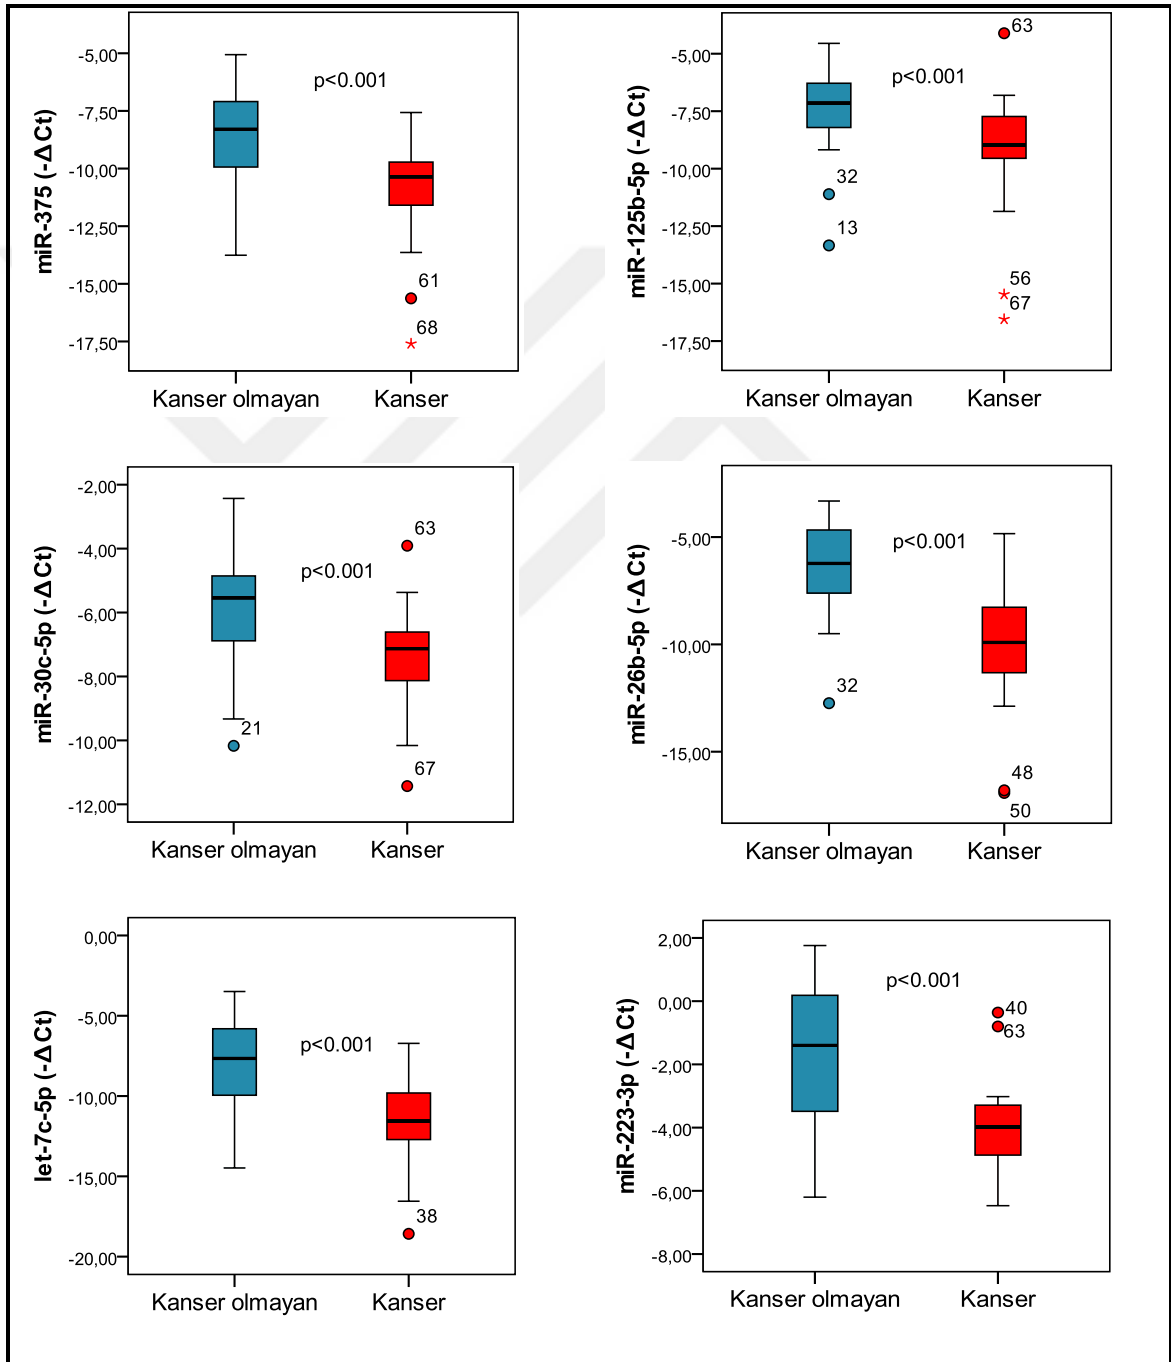 miR-375 (-ΔCt)
-5,00
-7,50
-10,00
-12,50
-15,00
-17,50
p<0.001
61
68
Kanser olmayan
Kanser
miR-125b-5p (-ΔCt)
-5,00
-7,50
-10,00
-12,50
-15,00
-17,50
p<0.001
63
32
13
56
67
Kanser olmayan
Kanser
miR-30c-5p (-ΔCt)
-2,00
-4,00
-6,00
-8,00
-10,00
-12,00
p<0.001
63
21
67
Kanser olmayan
Kanser
miR-26b-5p (-ΔCt)
-5,00
-10,00
-15,00
p<0.001
32
48
50
Kanser olmayan
Kanser
let-7c-5p (-ΔCt)
0,00
-5,00
-10,00
-15,00
-20,00
p<0.001
38
Kanser olmayan
Kanser
miR-223-3p (-ΔCt)
2,00
0,00
-2,00
-4,00
-6,00
-8,00
p<0.001
40
63
Kanser olmayan
Kanser